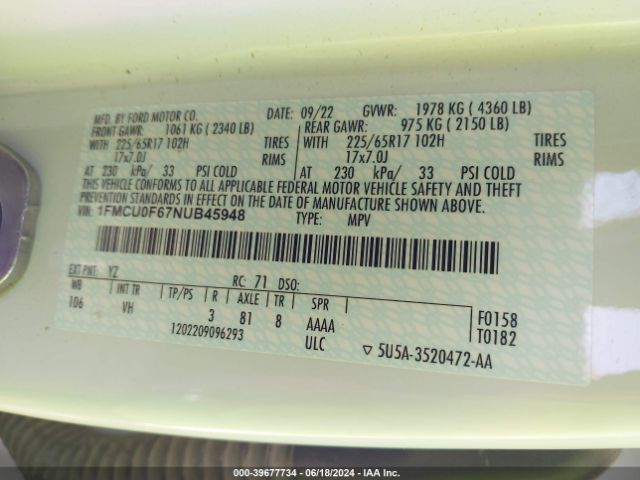 MFD. BY FORD MOTOR CO.
DATE: 09/22 GVWR: 1978 KG ( 4360 LB)
FRONT GAWR: 1061 KG ( 2340 LB)
REAR GAWR: 975 KG ( 2150 LB)
WITH 225/65R17 102H TIRES
WITH 225/65R17 102H TIRES
17x7.0J RIMS
17x7.0J RIMS
AT 230 kPa/ 33 PSI COLD
AT 230 kPa/ 33 PSI COLD
THIS VEHICLE CONFORMS TO ALL APPLICABLE FEDERAL MOTOR VEHICLE SAFETY AND THEFT
PREVENTION STANDARDS IN EFFECT ON THE DATE OF MANUFACTURE SHOWN ABOVE.
VIN: 1FMCU0F67NUB45948
TYPE: MPV
EXT PNT: YZ RC: 71 DSO:
WB INT TR TP/PS R AXLE TR SPR
106 VH 3 81 8 AAAA
F0158
T0182
1202209096293 ULC
▽ 5U5A-3520472-AA
000-39677734 - 06/18/2024 - IAA Inc.